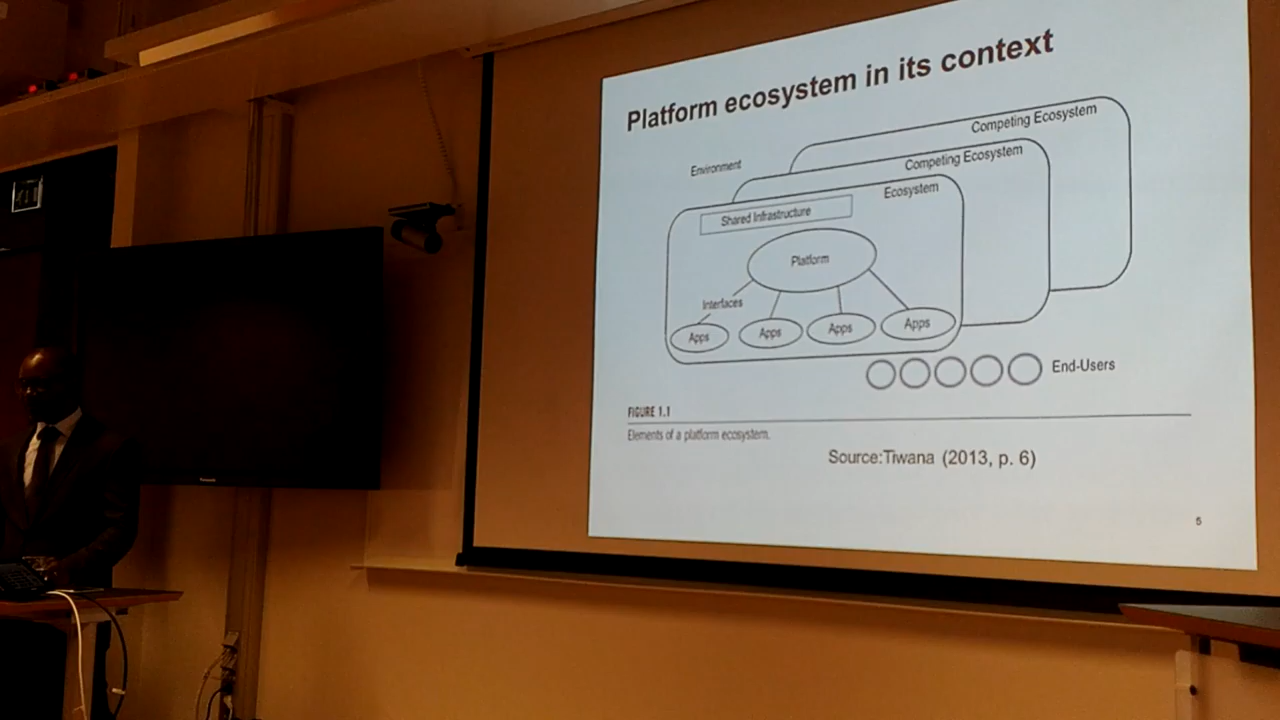 Platform ecosystem in its context
Competing Ecosystem
Environment
Competing Ecosystem
Ecosystem
Shared Infrastructure
Platform
Interfaces
Apps
Apps
Apps
Apps
End-Users
FIGURE 1.1
Elements of a platform ecosystem.
Source:Tiwana (2013, p. 6)
5
Panasonic